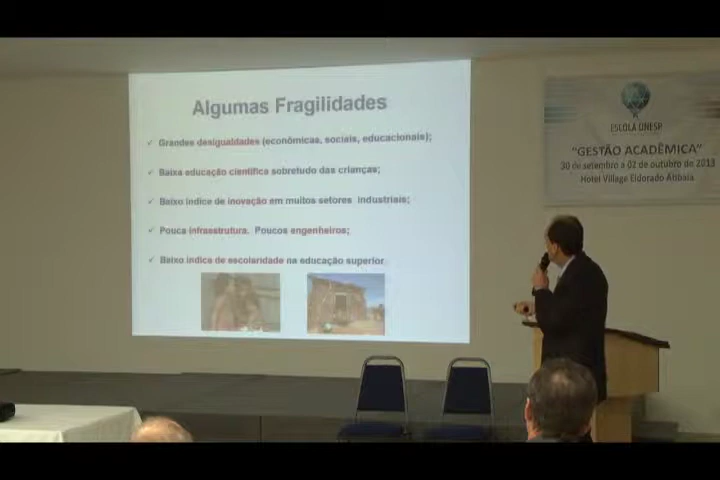 Algumas Fragilidades
✓ Grandes desigualdades (econômicas, sociais, educacionais);
✓ Baixa educação científica sobretudo das crianças;
✓ Baixo índice de inovação em muitos setores industriais;
✓ Pouca infraestrutura. Poucos engenheiros;
✓ Baixo índice de escolaridade na educação superior
ESCOLA UNESP
"GESTÃO ACADÊMICA"
30 de setembro a 02 de outubro de 2013
Hotel Village Eldorado Atibaia